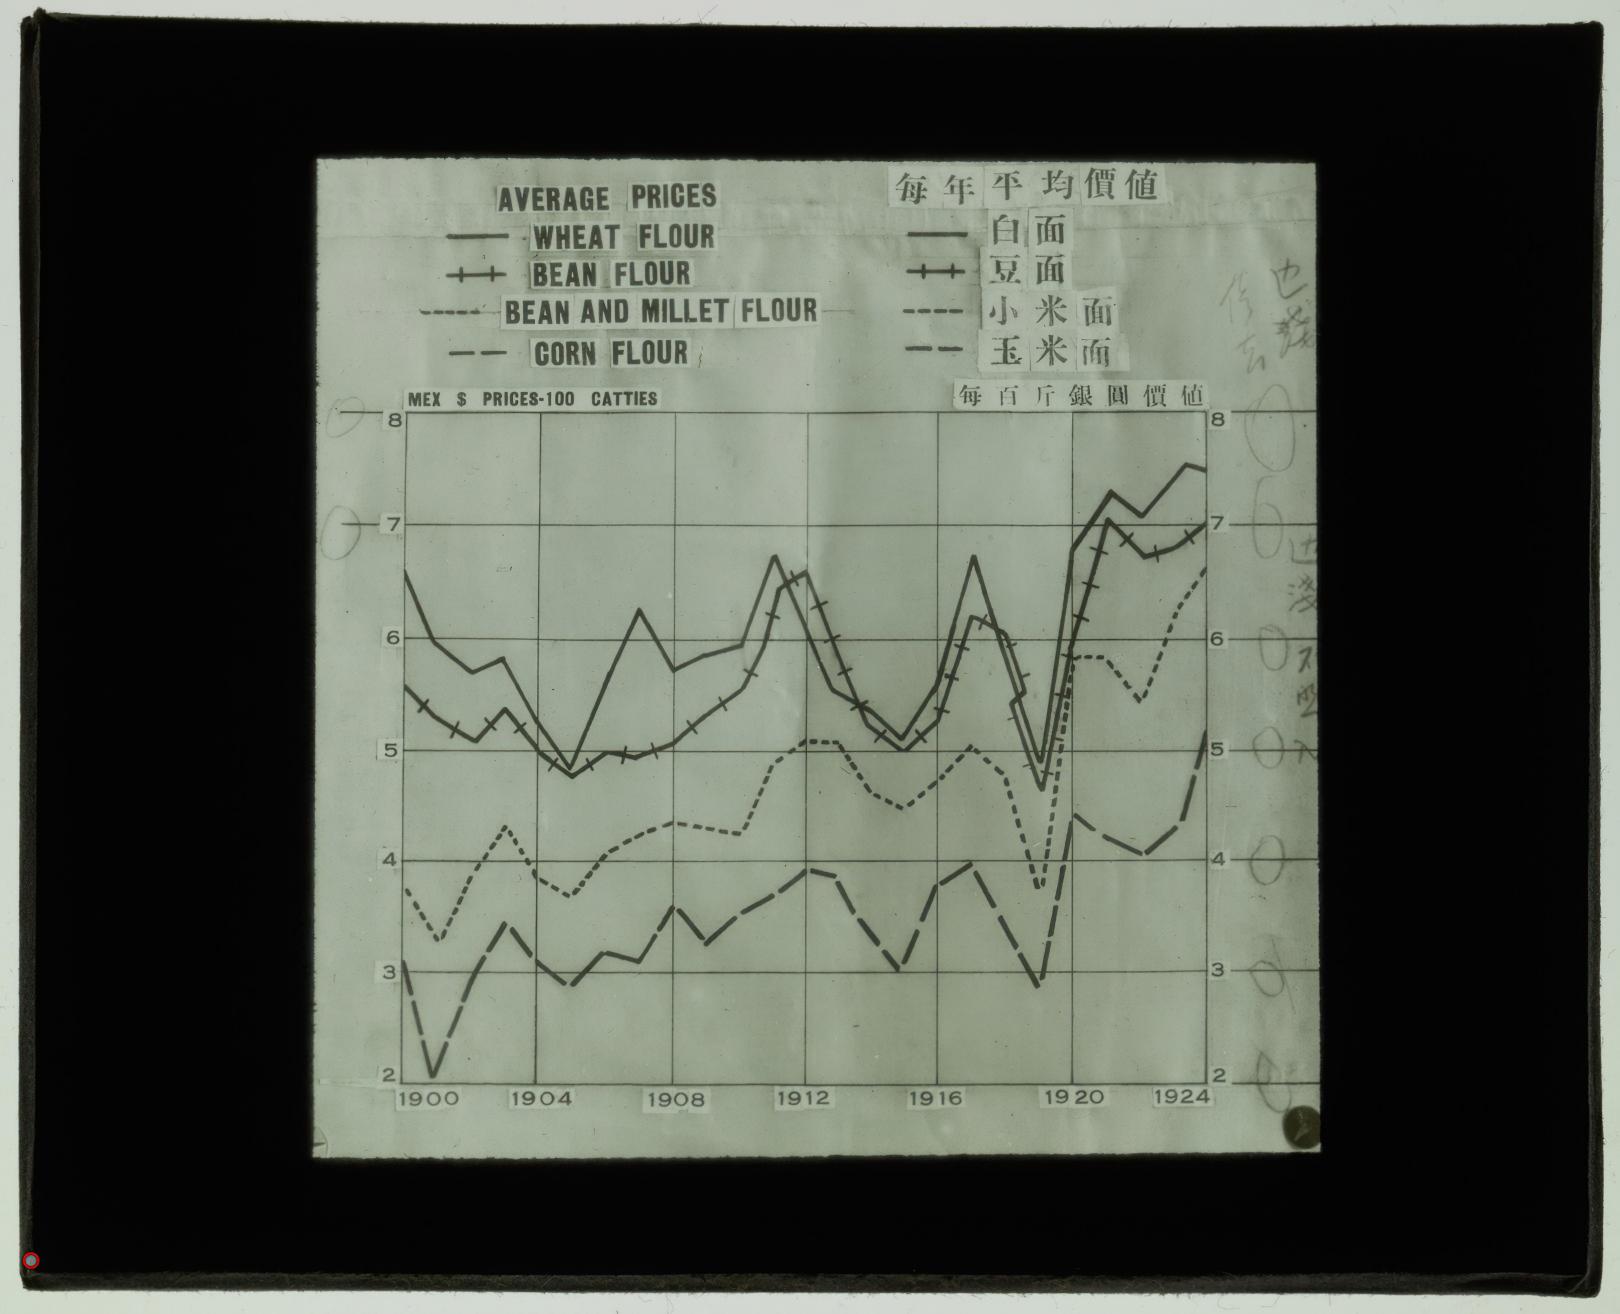 AVERAGE PRICES
WHEAT FLOUR
BEAN FLOUR
BEAN AND MILLET FLOUR
CORN FLOUR
每年平均價值
白面
豆面
小米面
玉米面
MEX $ PRICES-100 CATTIES
每百斤銀圓價值
8 8
7 7
6 6
5 5
4 4
3 3
2 2
1900 1904 1908 1912 1916 1920 1924